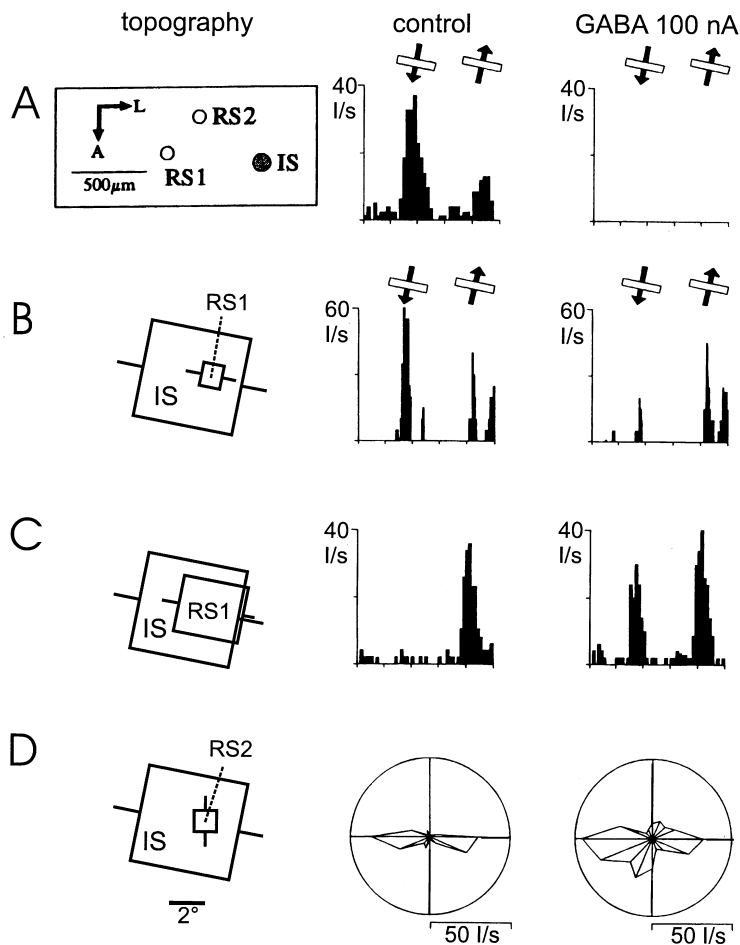 topography control GABA 100 nA
A
L
RS2
A
RS1
IS
500µm
40
I/s
40
I/s
B
RS1
IS
60
I/s
60
I/s
C
IS
RS1
40
I/s
40
I/s
D
RS2
IS
2°
50 I/s
50 I/s